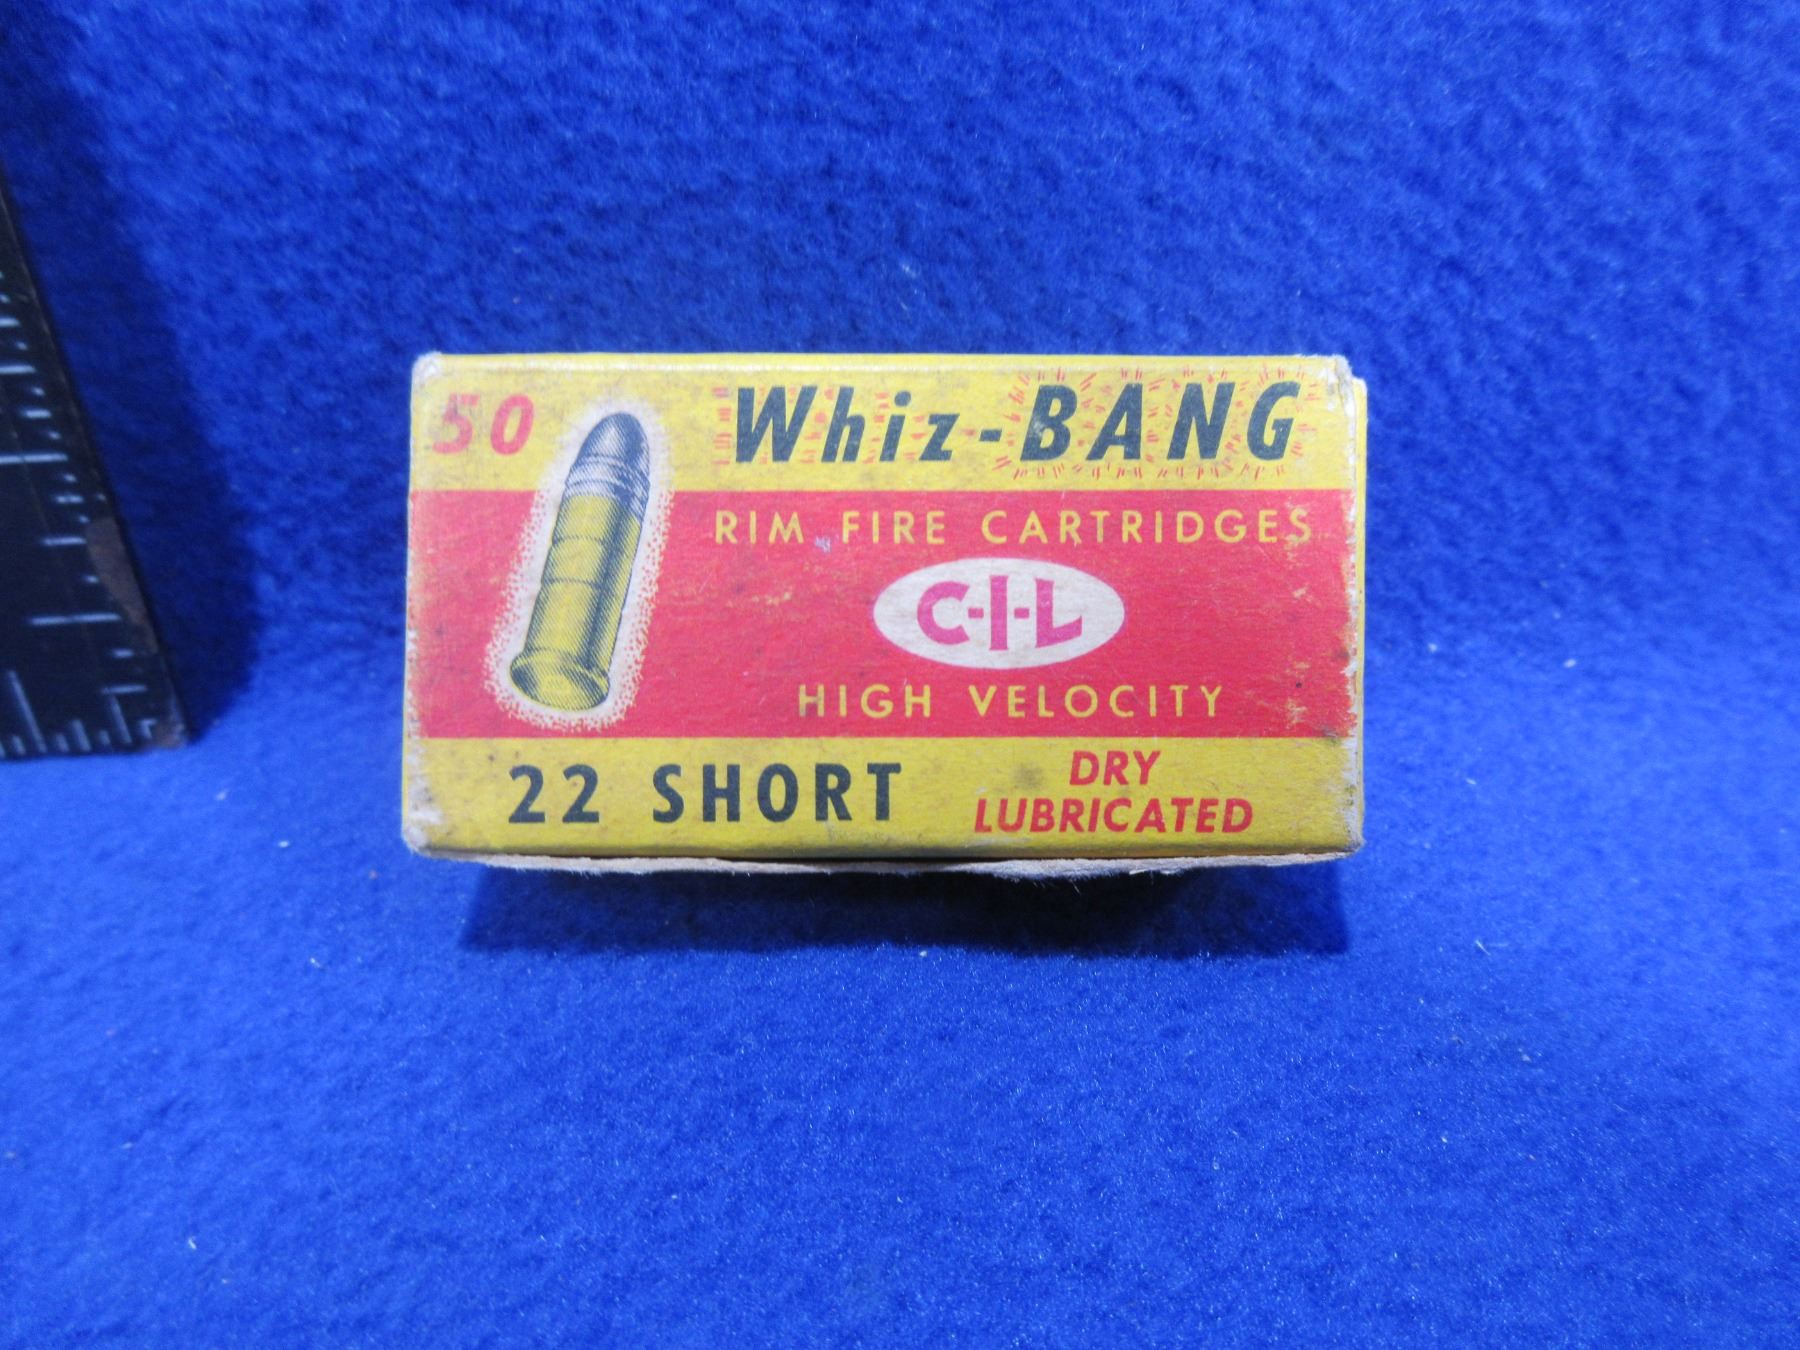 50
Whiz-BANG
RIM FIRE CARTRIDGES
C-I-L
HIGH VELOCITY
22 SHORT
DRY
LUBRICATED